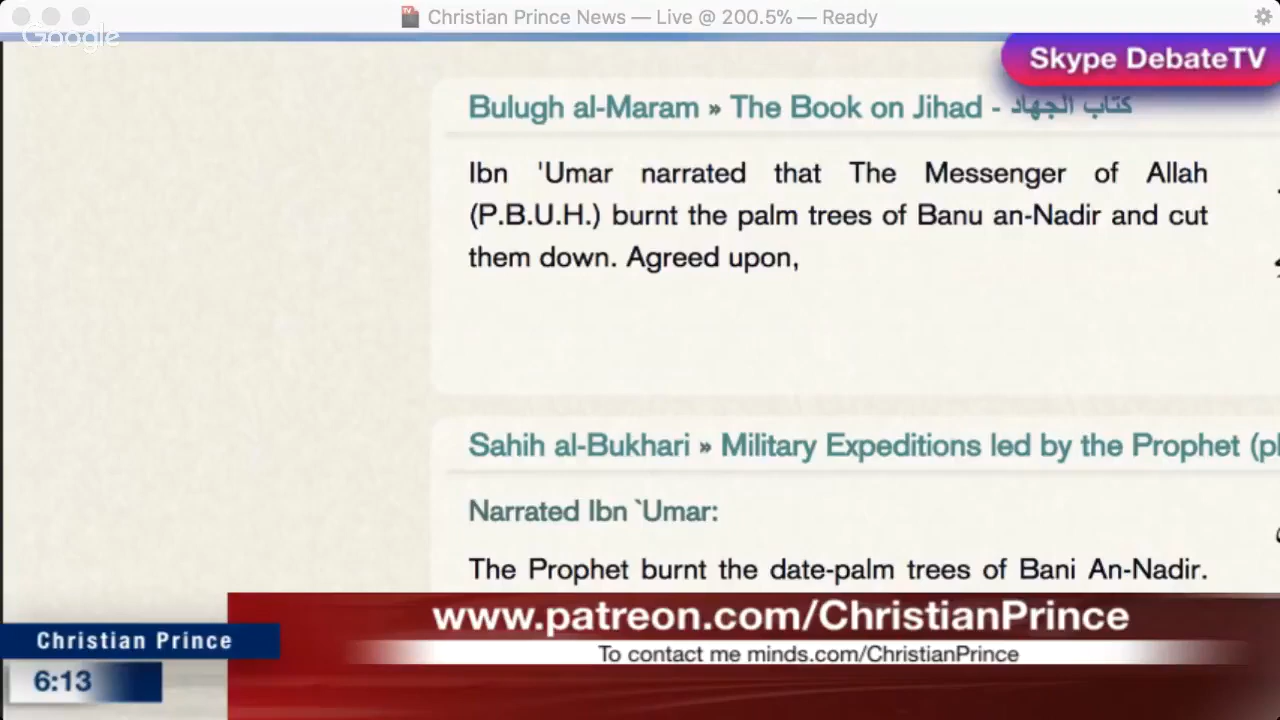 Christian Prince News — Live @ 200.5% — Ready
Google
Skype DebateTV
Bulugh al-Maram » The Book on Jihad - كتاب الجهاد
Ibn 'Umar narrated that The Messenger of Allah
(P.B.U.H.) burnt the palm trees of Banu an-Nadir and cut
them down. Agreed upon,
Sahih al-Bukhari » Military Expeditions led by the Prophet
Narrated Ibn `Umar:
The Prophet burnt the date-palm trees of Bani An-Nadir.
www.patreon.com/ChristianPrince
To contact me minds.com/ChristianPrince
Christian Prince
6:13